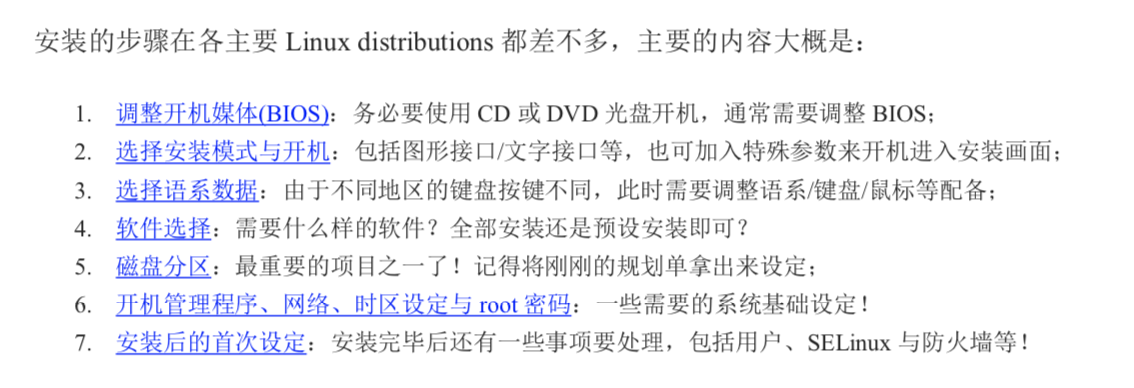 安装的步骤在各主要 Linux distributions 都差不多，主要的内容大概是：
1. 调整开机媒体(BIOS)：务必要使用 CD 或 DVD 光盘开机，通常需要调整 BIOS；
2. 选择安装模式与开机：包括图形接口/文字接口等，也可加入特殊参数来开机进入安装画面；
3. 选择语系数据：由于不同地区的键盘按键不同，此时需要调整语系/键盘/鼠标等配备；
4. 软件选择：需要什么样的软件？全部安装还是预设安装即可？
5. 磁盘分区：最重要的项目之一了！记得将刚刚的规划单拿出来设定；
6. 开机管理程序、网络、时区设定与 root 密码：一些需要的系统基础设定！
7. 安装后的首次设定：安装完毕后还有一些事项要处理，包括用户、SELinux 与防火墙等！